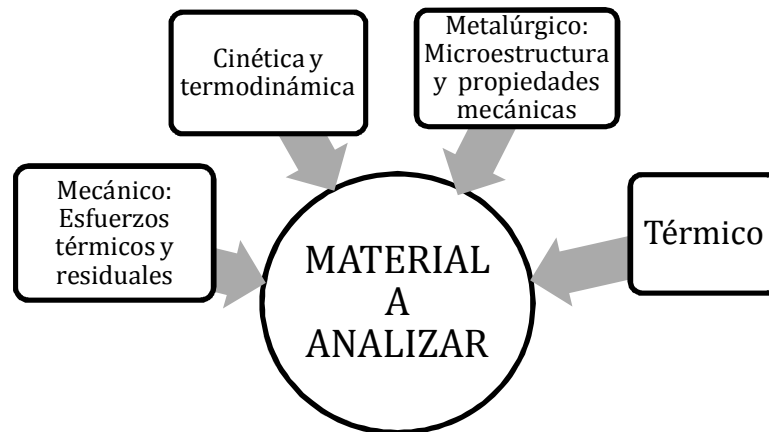 Cinética y
termodinámica
Metalúrgico:
Microestructura
y propiedades
mecánicas
Mecánico:
Esfuerzos
térmicos y
residuales
Térmico
MATERIAL
A
ANALIZAR